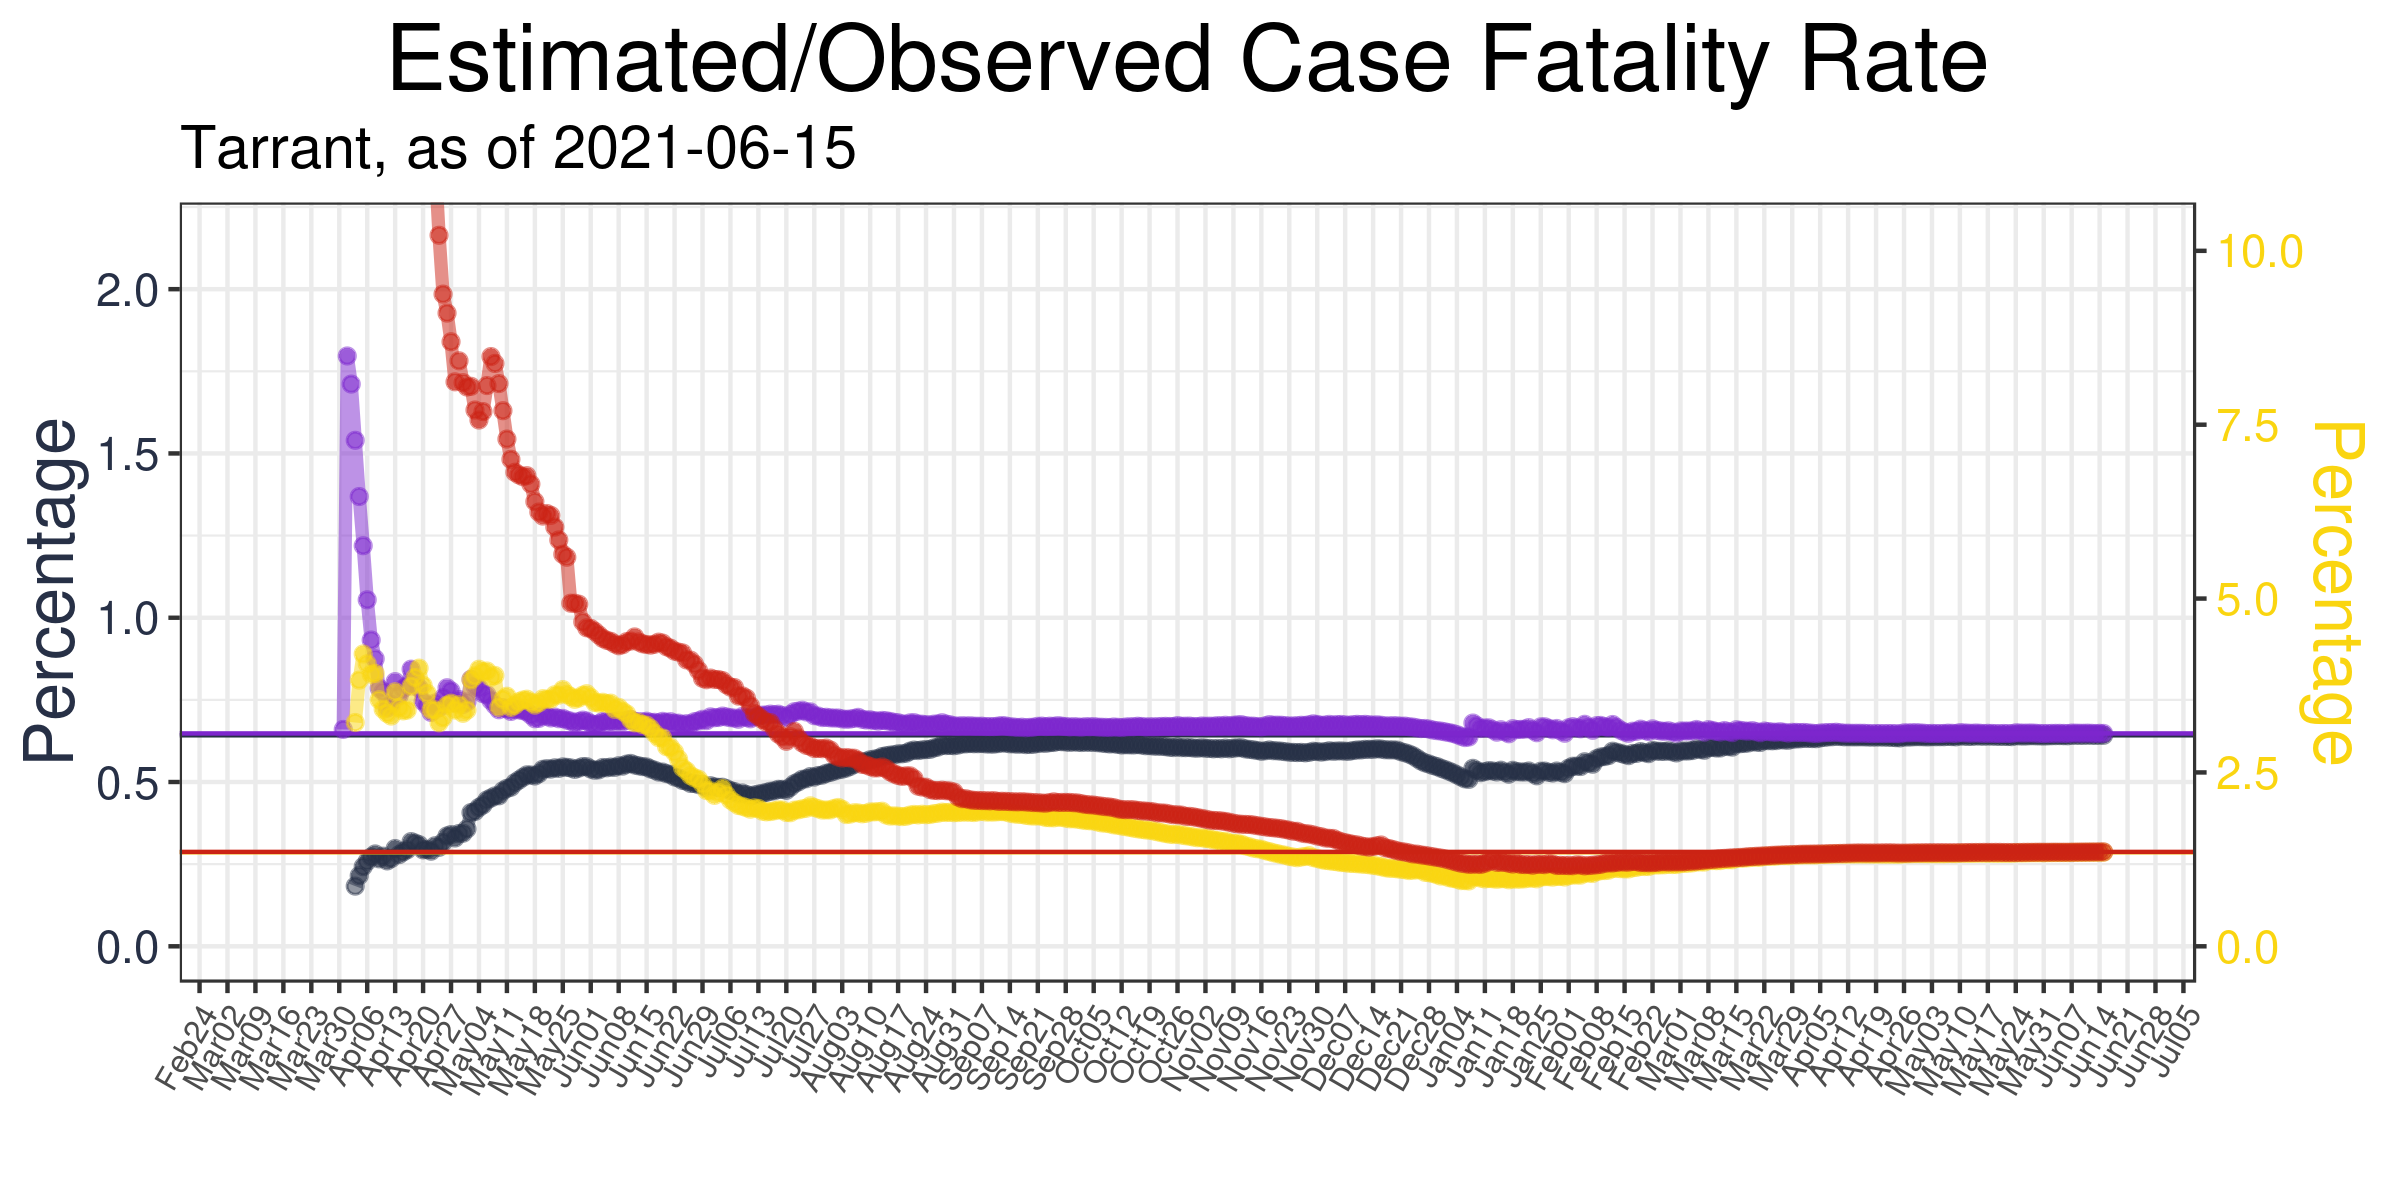 Estimated/Observed Case Fatality Rate
Tarrant, as of 2021-06-15
Percentage
2.0
1.5
1.0
0.5
0.0
10.0
7.5
5.0
2.5
0.0
Percentage
Feb24
Mar02
Mar09
Mar16
Mar23
Mar30
Apr06
Apr13
Apr20
Apr27
May04
May11
May18
May25
Jun01
Jun08
Jun15
Jun22
Jun29
Jul06
Jul13
Jul20
Jul27
Aug03
Aug10
Aug17
Aug24
Aug31
Sep07
Sep14
Sep21
Sep28
Oct05
Oct12
Oct19
Oct26
Nov02
Nov09
Nov16
Nov23
Nov30
Dec07
Dec14
Dec21
Dec28
Jan04
Jan11
Jan18
Jan25
Feb01
Feb08
Feb15
Feb22
Mar01
Mar08
Mar15
Mar22
Mar29
Apr05
Apr12
Apr19
Apr26
May03
May10
May17
May24
May31
Jun07
Jun14
Jun21
Jun28
Jul05